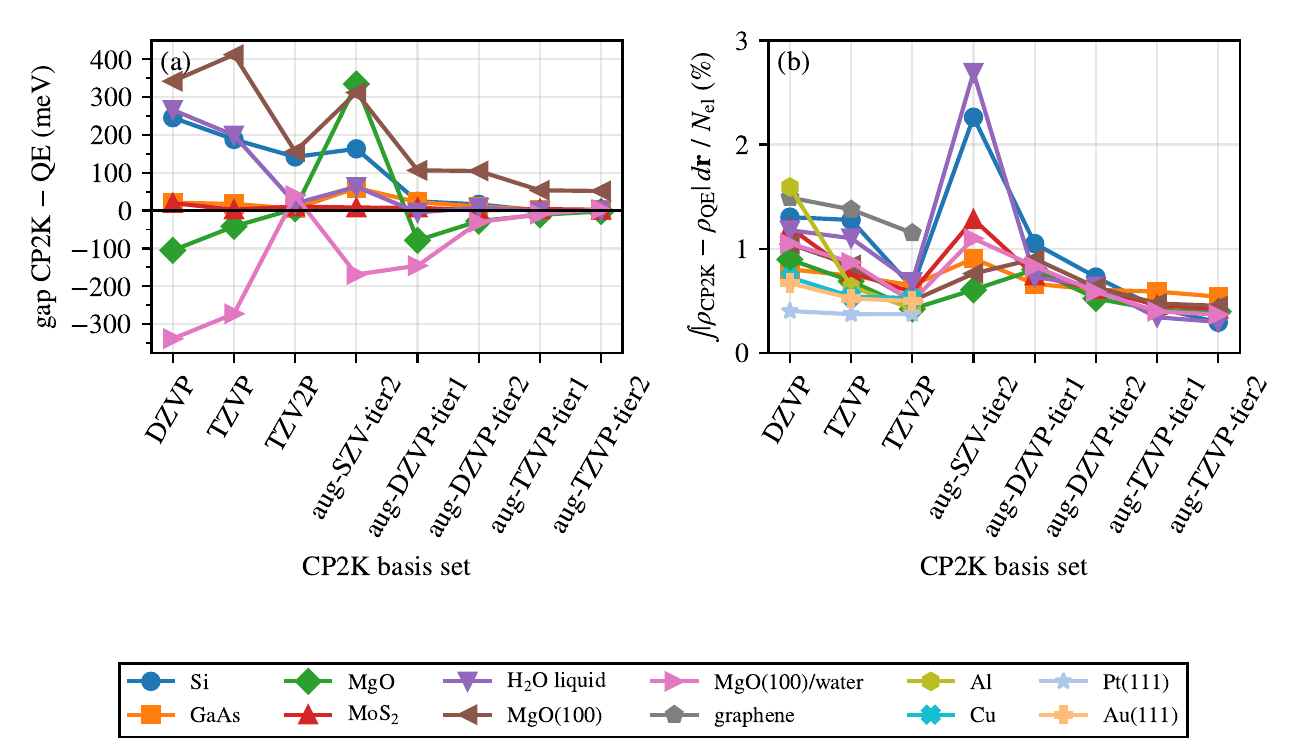 (a)
gap CP2K − QE (meV)
400
300
200
100
0
−100
−200
−300
DZVP
TZVP
TZV2P
aug-SZV-tier2
aug-DZVP-tier1
aug-DZVP-tier2
aug-TZVP-tier1
aug-TZVP-tier2
CP2K basis set
(b)
∫|ρCP2K − ρQE| dr / Nel (%)
3
2
1
0
DZVP
TZVP
TZV2P
aug-SZV-tier2
aug-DZVP-tier1
aug-DZVP-tier2
aug-TZVP-tier1
aug-TZVP-tier2
CP2K basis set
Si MgO H₂O liquid MgO(100)/water Al Pt(111)
GaAs MoS₂ MgO(100) graphene Cu Au(111)